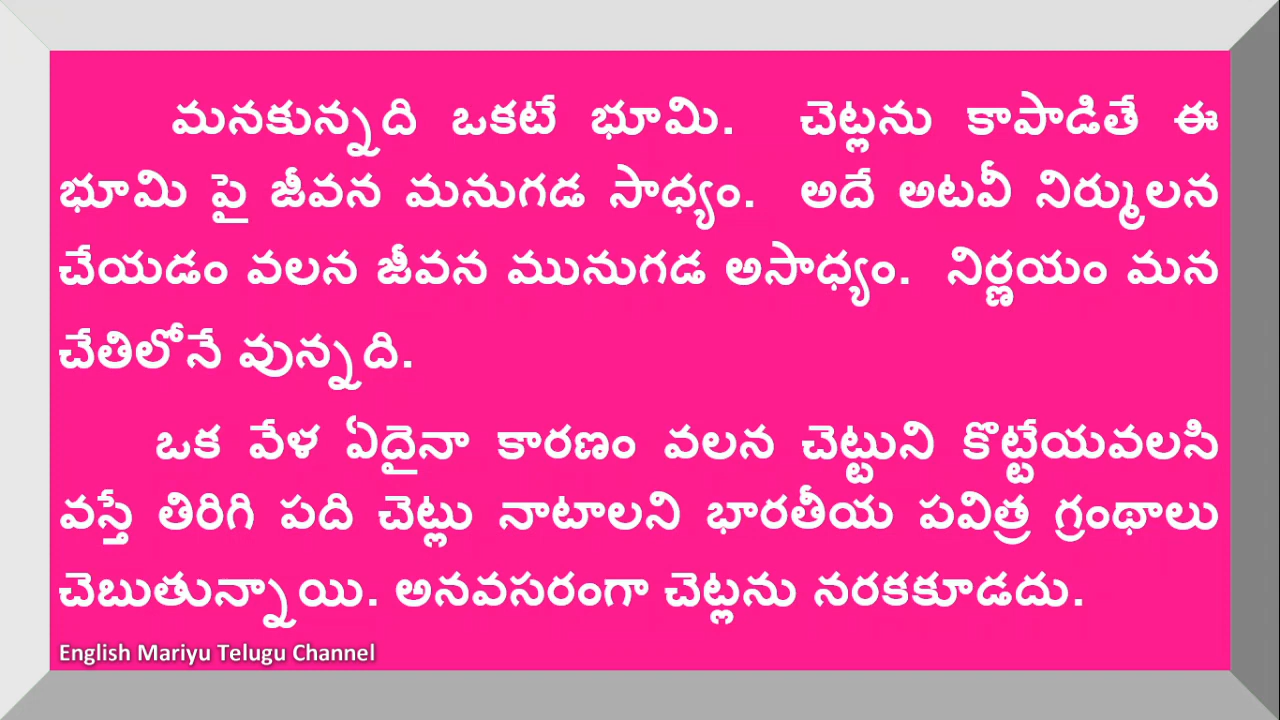 మనకున్నది ఒకటే భూమి. చెట్లను కాపాడితే ఈ
భూమి పై జీవన మనుగడ సాధ్యం. అదే అటవీ నిర్ములన
చేయడం వలన జీవన మునుగడ అసాధ్యం. నిర్ణయం మన
చేతిలోనే వున్నది.
ఒక వేళ ఏదైనా కారణం వలన చెట్టుని కొట్టేయవలసి
వస్తే తిరిగి పది చెట్లు నాటాలని భారతీయ పవిత్ర గ్రంథాలు
చెబుతున్నాయి. అనవసరంగా చెట్లను నరకకూడదు.
English Mariyu Telugu Channel